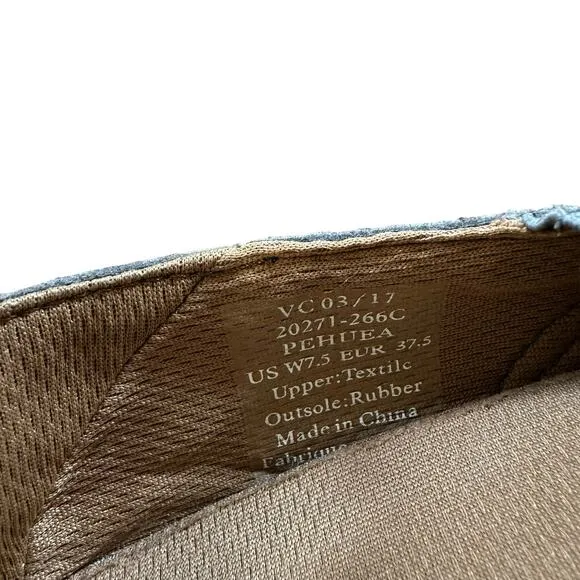 VC 03/17
20271-266C
PEHUEA
US W7.5 EUR 37.5
Upper:Textile
Outsole:Rubber
Made in China